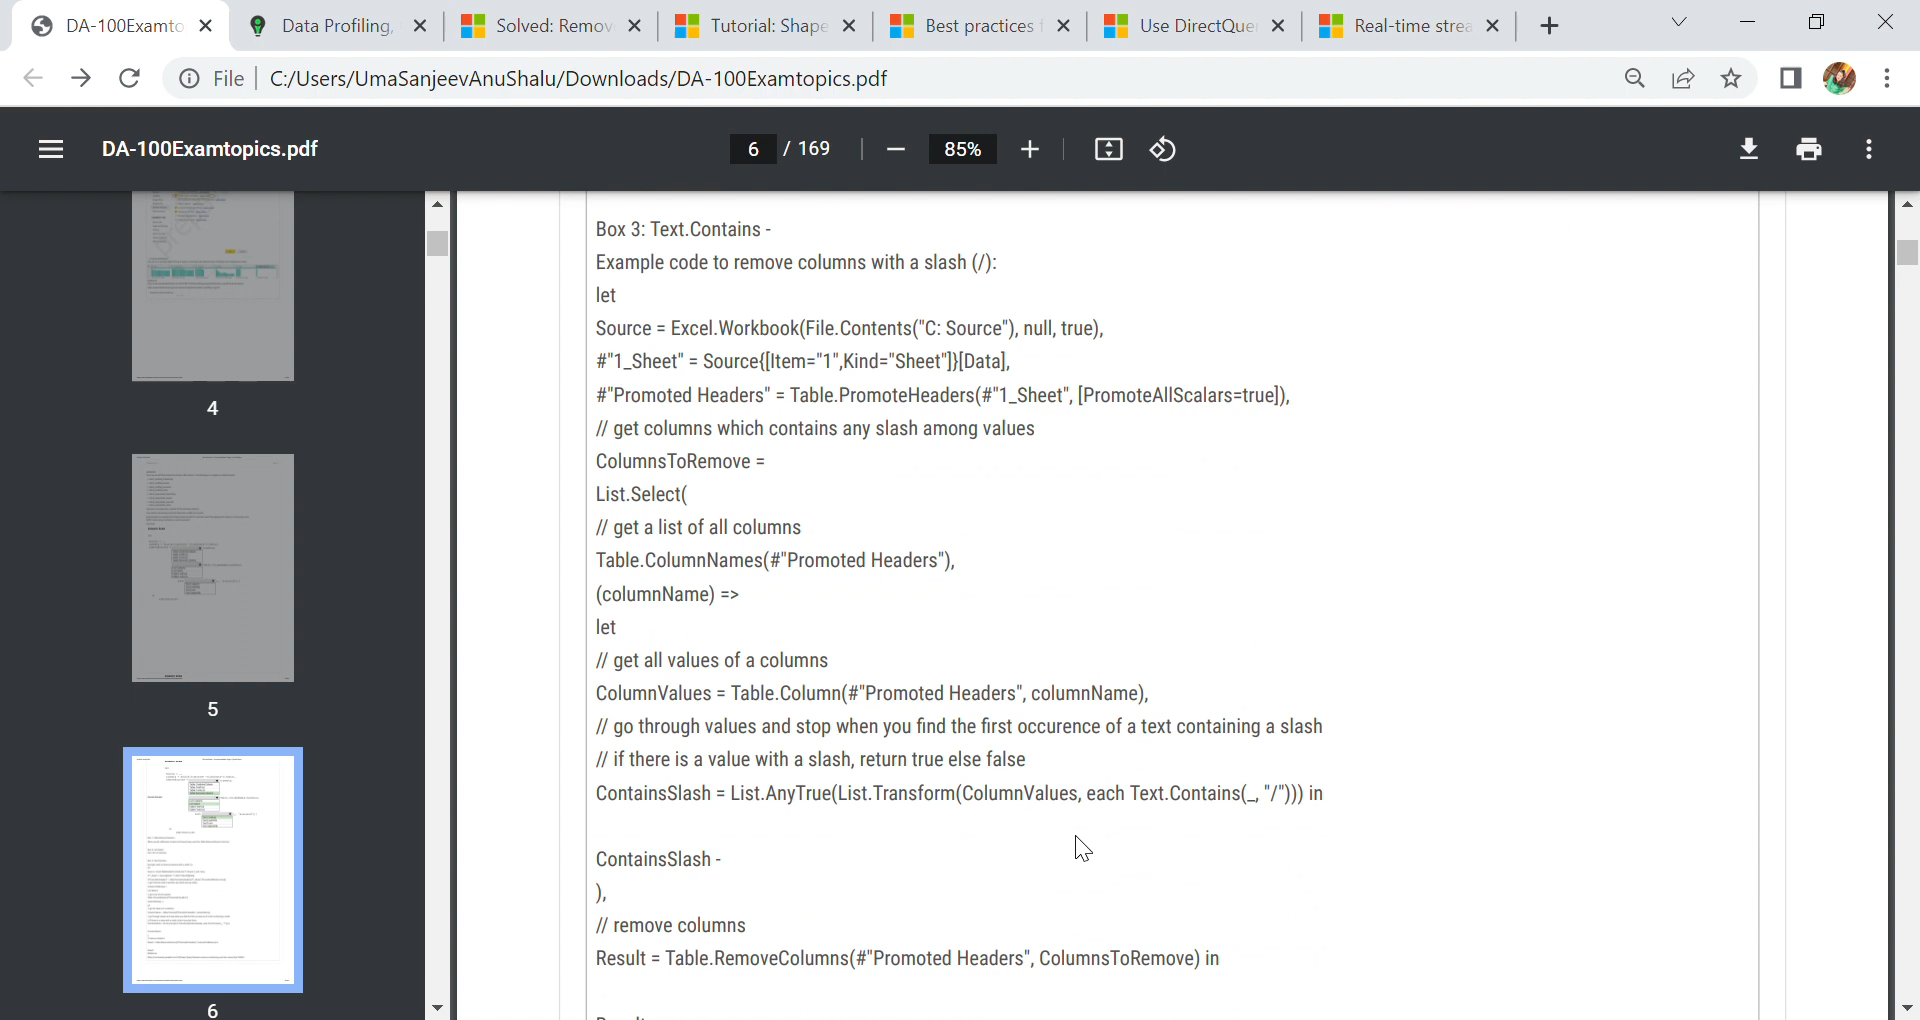 DA-100Examto
Data Profiling,
Solved: Remov
Tutorial: Shape
Best practices f
Use DirectQue
Real-time strea
File
C:/Users/UmaSanjeevAnuShalu/Downloads/DA-100Examtopics.pdf
DA-100Examtopics.pdf
6 / 169
85%
4
5
6
Box 3: Text.Contains -
Example code to remove columns with a slash (/):
let
Source = Excel.Workbook(File.Contents("C: Source"), null, true),
#"1_Sheet" = Source{[Item="1",Kind="Sheet"]}[Data],
#"Promoted Headers" = Table.PromoteHeaders(#"1_Sheet", [PromoteAllScalars=true]),
// get columns which contains any slash among values
ColumnsToRemove =
List.Select(
// get a list of all columns
Table.ColumnNames(#"Promoted Headers"),
(columnName) =>
let
// get all values of a columns
ColumnValues = Table.Column(#"Promoted Headers", columnName),
// go through values and stop when you find the first occurence of a text containing a slash
// if there is a value with a slash, return true else false
ContainsSlash = List.AnyTrue(List.Transform(ColumnValues, each Text.Contains(_, "/"))) in
ContainsSlash -
),
// remove columns
Result = Table.RemoveColumns(#"Promoted Headers", ColumnsToRemove) in